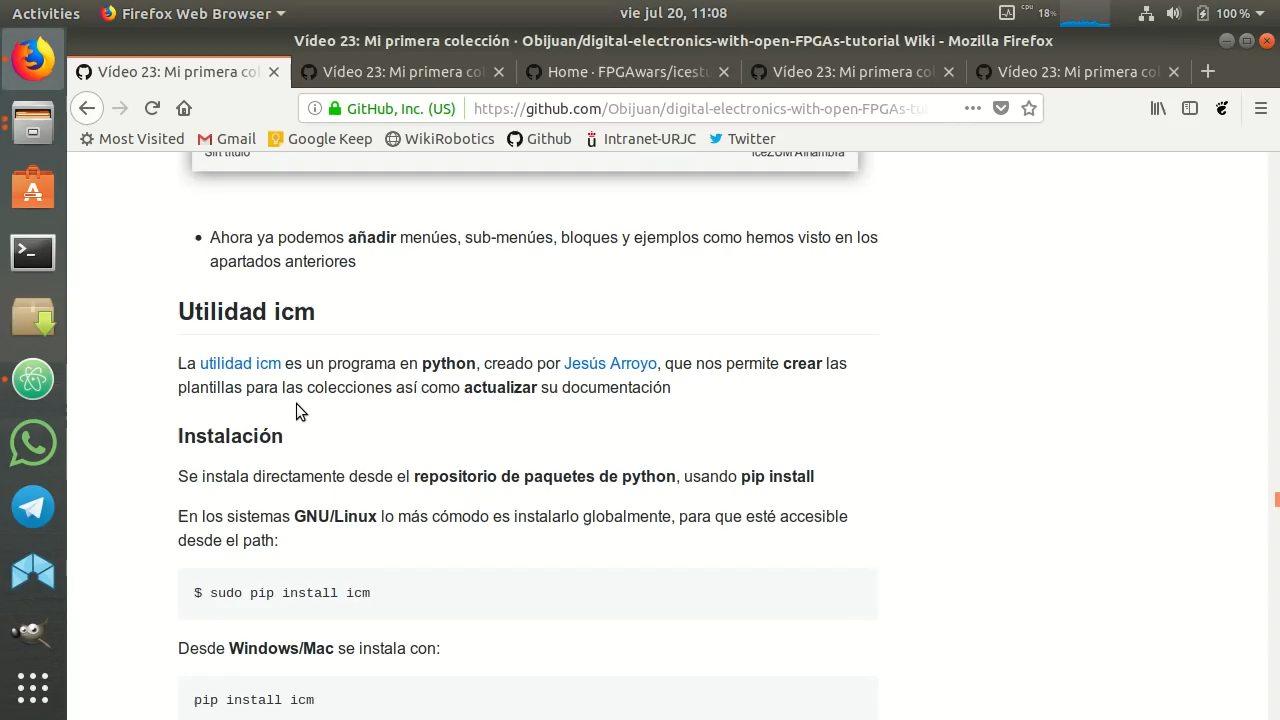 Activities
Firefox Web Browser
vie jul 20, 11:08
cpu
18%
100 %
Vídeo 23: Mi primera colección · Obijuan/digital-electronics-with-open-FPGAs-tutorial Wiki - Mozilla Firefox
Vídeo 23: Mi primera col
Vídeo 23: Mi primera co
Home · FPGAwars/icestu
Vídeo 23: Mi primera co
Vídeo 23: Mi primera co
GitHub, Inc. (US)
https://github.com/Obijuan/digital-electronics-with-open-FPGAs-tu
Most Visited
Gmail
Google Keep
WikiRobotics
Github
Intranet-URJC
Twitter
Sin título
IceZUM Alhambra
Ahora ya podemos añadir menúes, sub-menúes, bloques y ejemplos como hemos visto en los
apartados anteriores
Utilidad icm
La utilidad icm es un programa en python, creado por Jesús Arroyo, que nos permite crear las
plantillas para las colecciones así como actualizar su documentación
Instalación
Se instala directamente desde el repositorio de paquetes de python, usando pip install
En los sistemas GNU/Linux lo más cómodo es instalarlo globalmente, para que esté accesible
desde el path:
$ sudo pip install icm
Desde Windows/Mac se instala con:
pip install icm